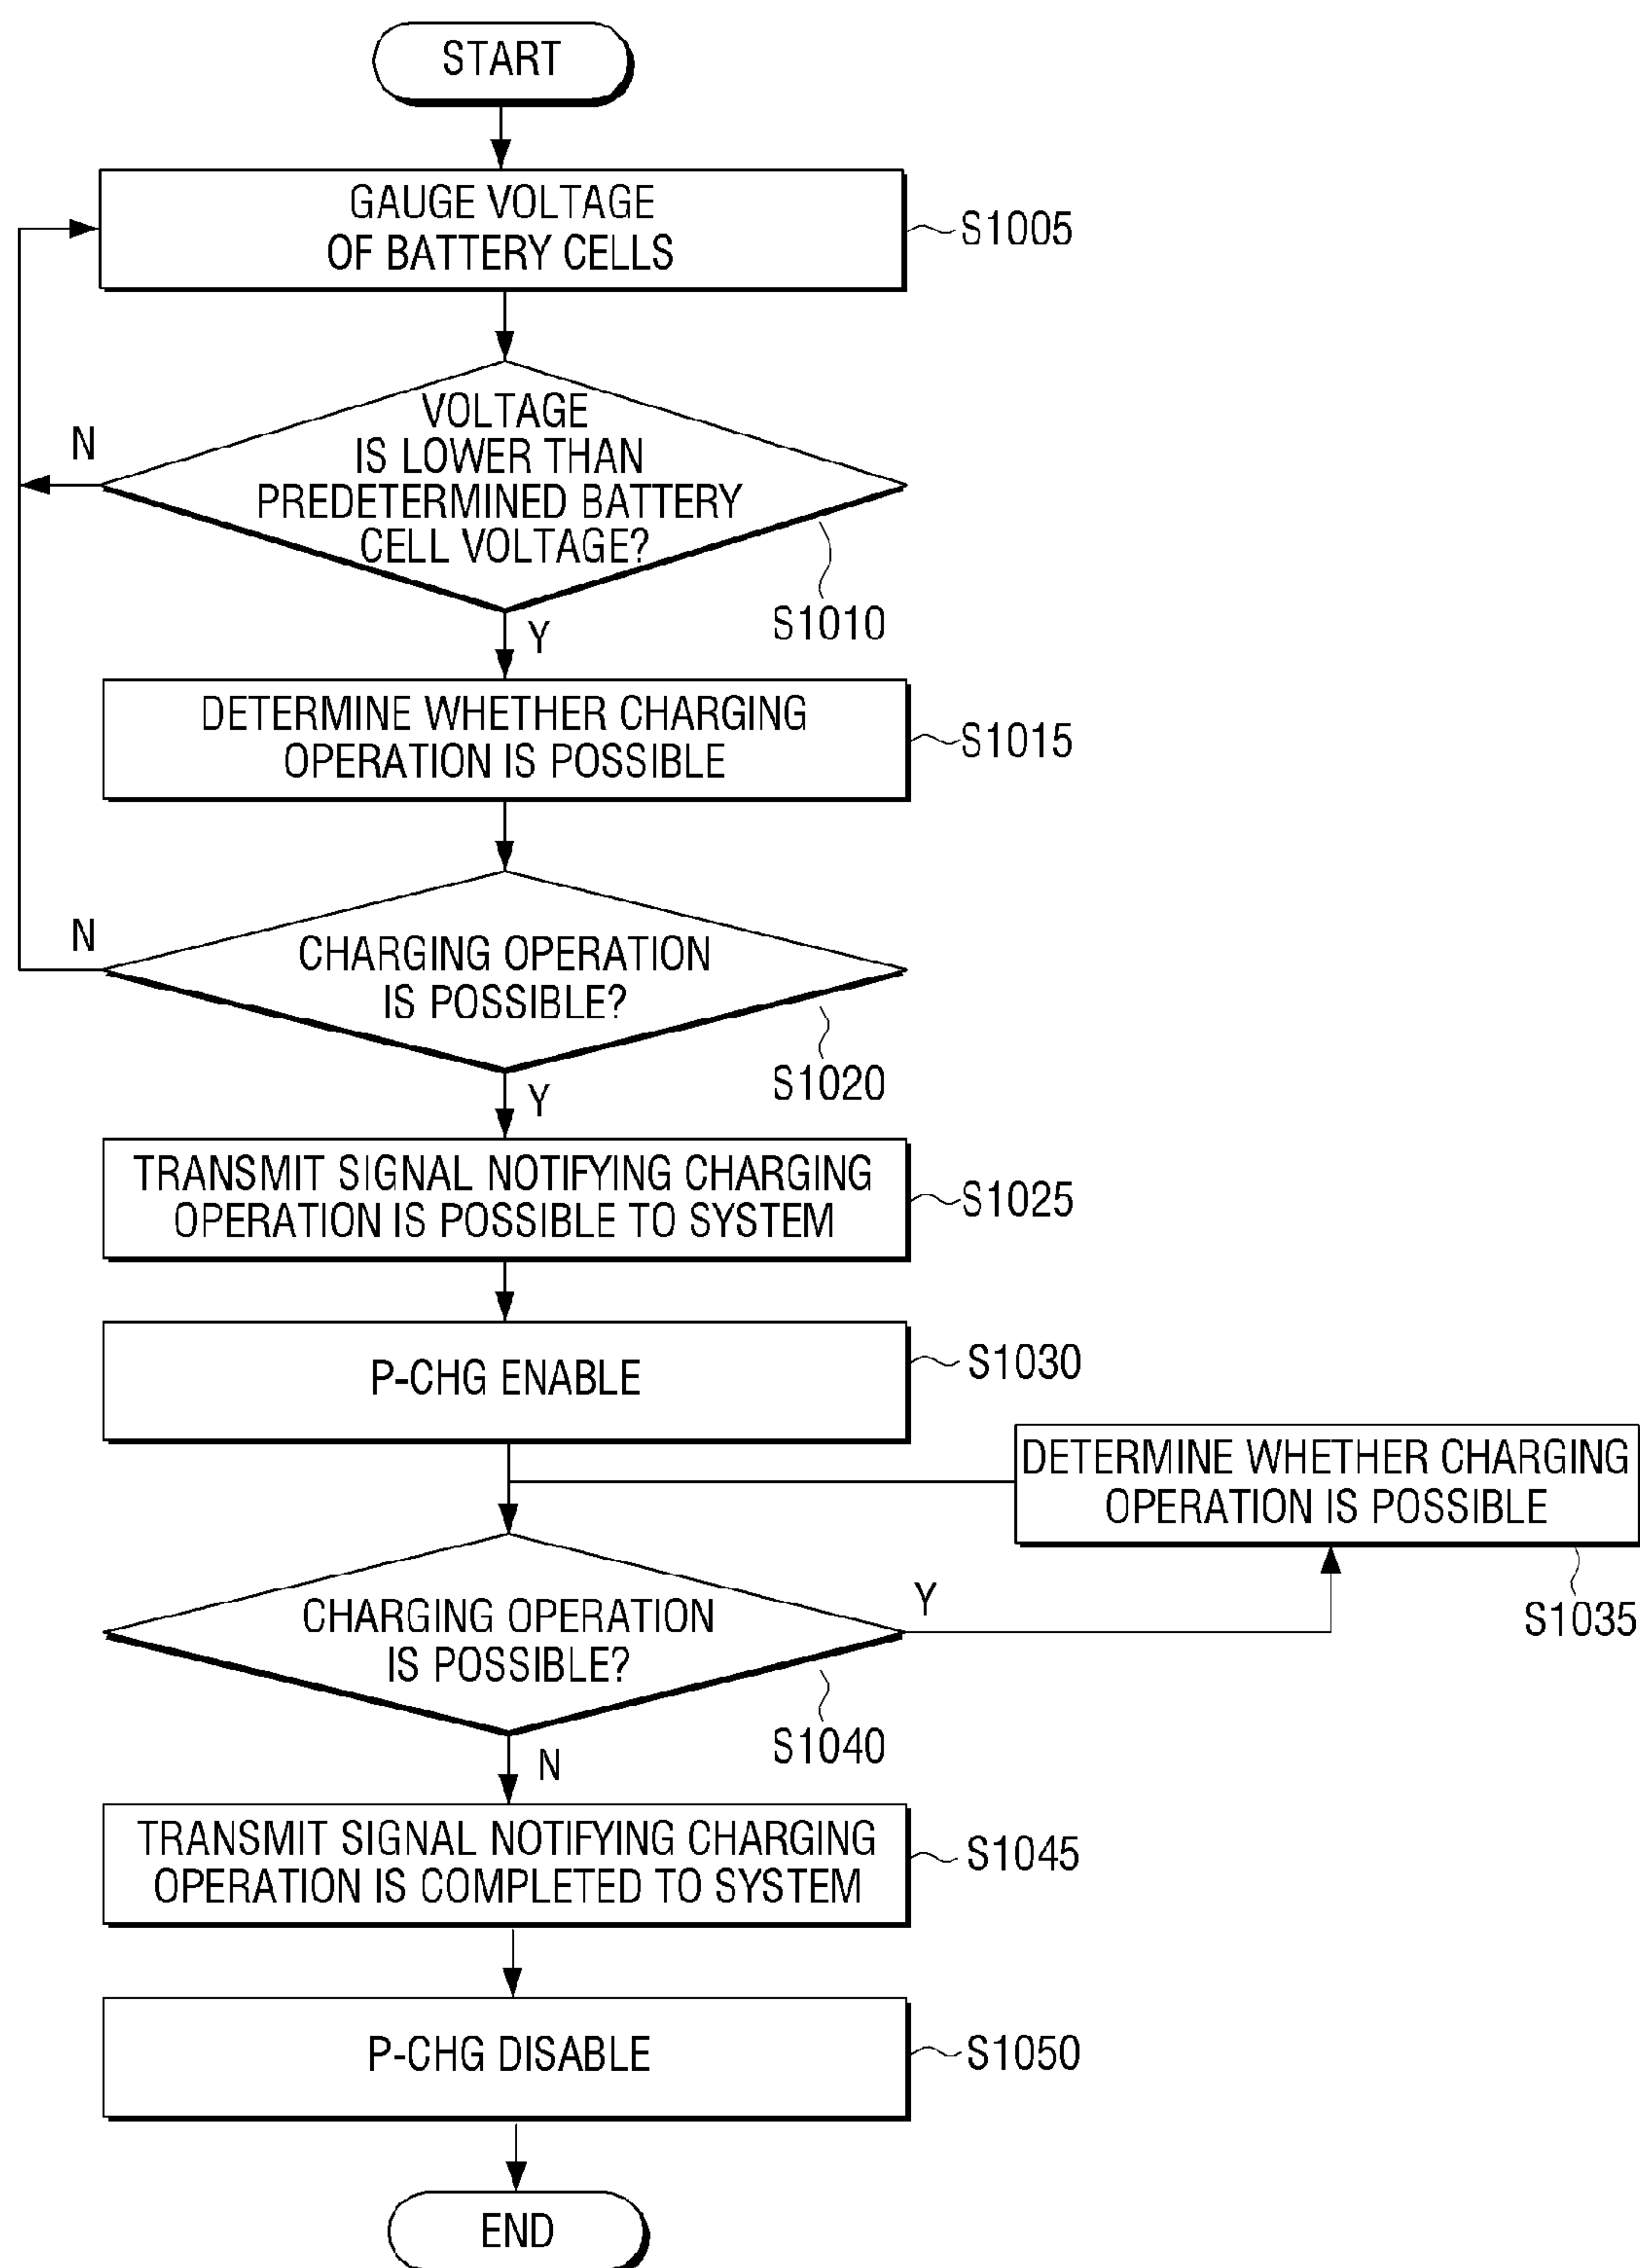 START
GAUGE VOLTAGE
OF BATTERY CELLS
S1005
VOLTAGE
IS LOWER THAN
PREDETERMINED BATTERY
CELL VOLTAGE?
N
S1010
Y
DETERMINE WHETHER CHARGING
OPERATION IS POSSIBLE
S1015
N
CHARGING OPERATION
IS POSSIBLE?
S1020
Y
TRANSMIT SIGNAL NOTIFYING CHARGING
OPERATION IS POSSIBLE TO SYSTEM
S1025
P-CHG ENABLE
S1030
DETERMINE WHETHER CHARGING
OPERATION IS POSSIBLE
S1035
CHARGING OPERATION
IS POSSIBLE?
Y
S1040
N
TRANSMIT SIGNAL NOTIFYING CHARGING
OPERATION IS COMPLETED TO SYSTEM
S1045
P-CHG DISABLE
S1050
END